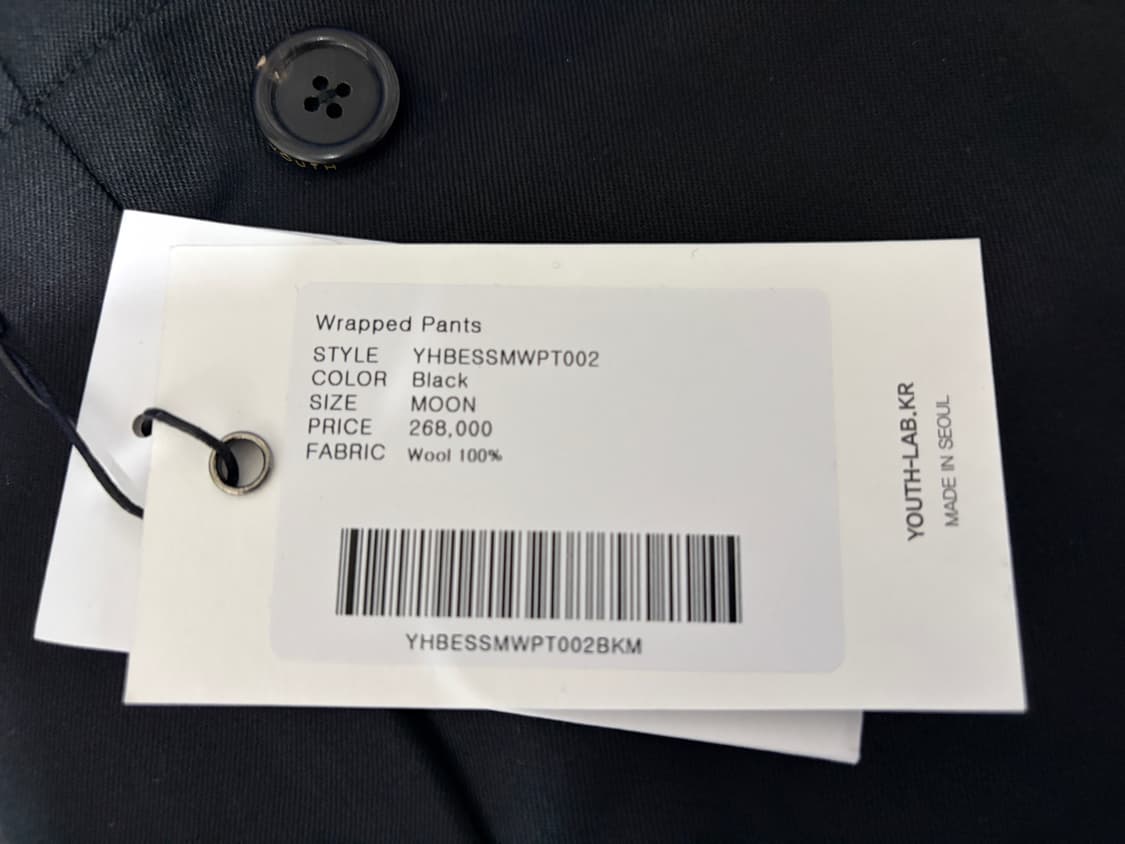 YOUTH
Wrapped Pants
STYLE YHBESSMWPT002
COLOR Black
SIZE MOON
PRICE 268,000
FABRIC Wool 100%
YHBESSMWPT002BKM
YOUTH-LAB.KR
MADE IN SEOUL